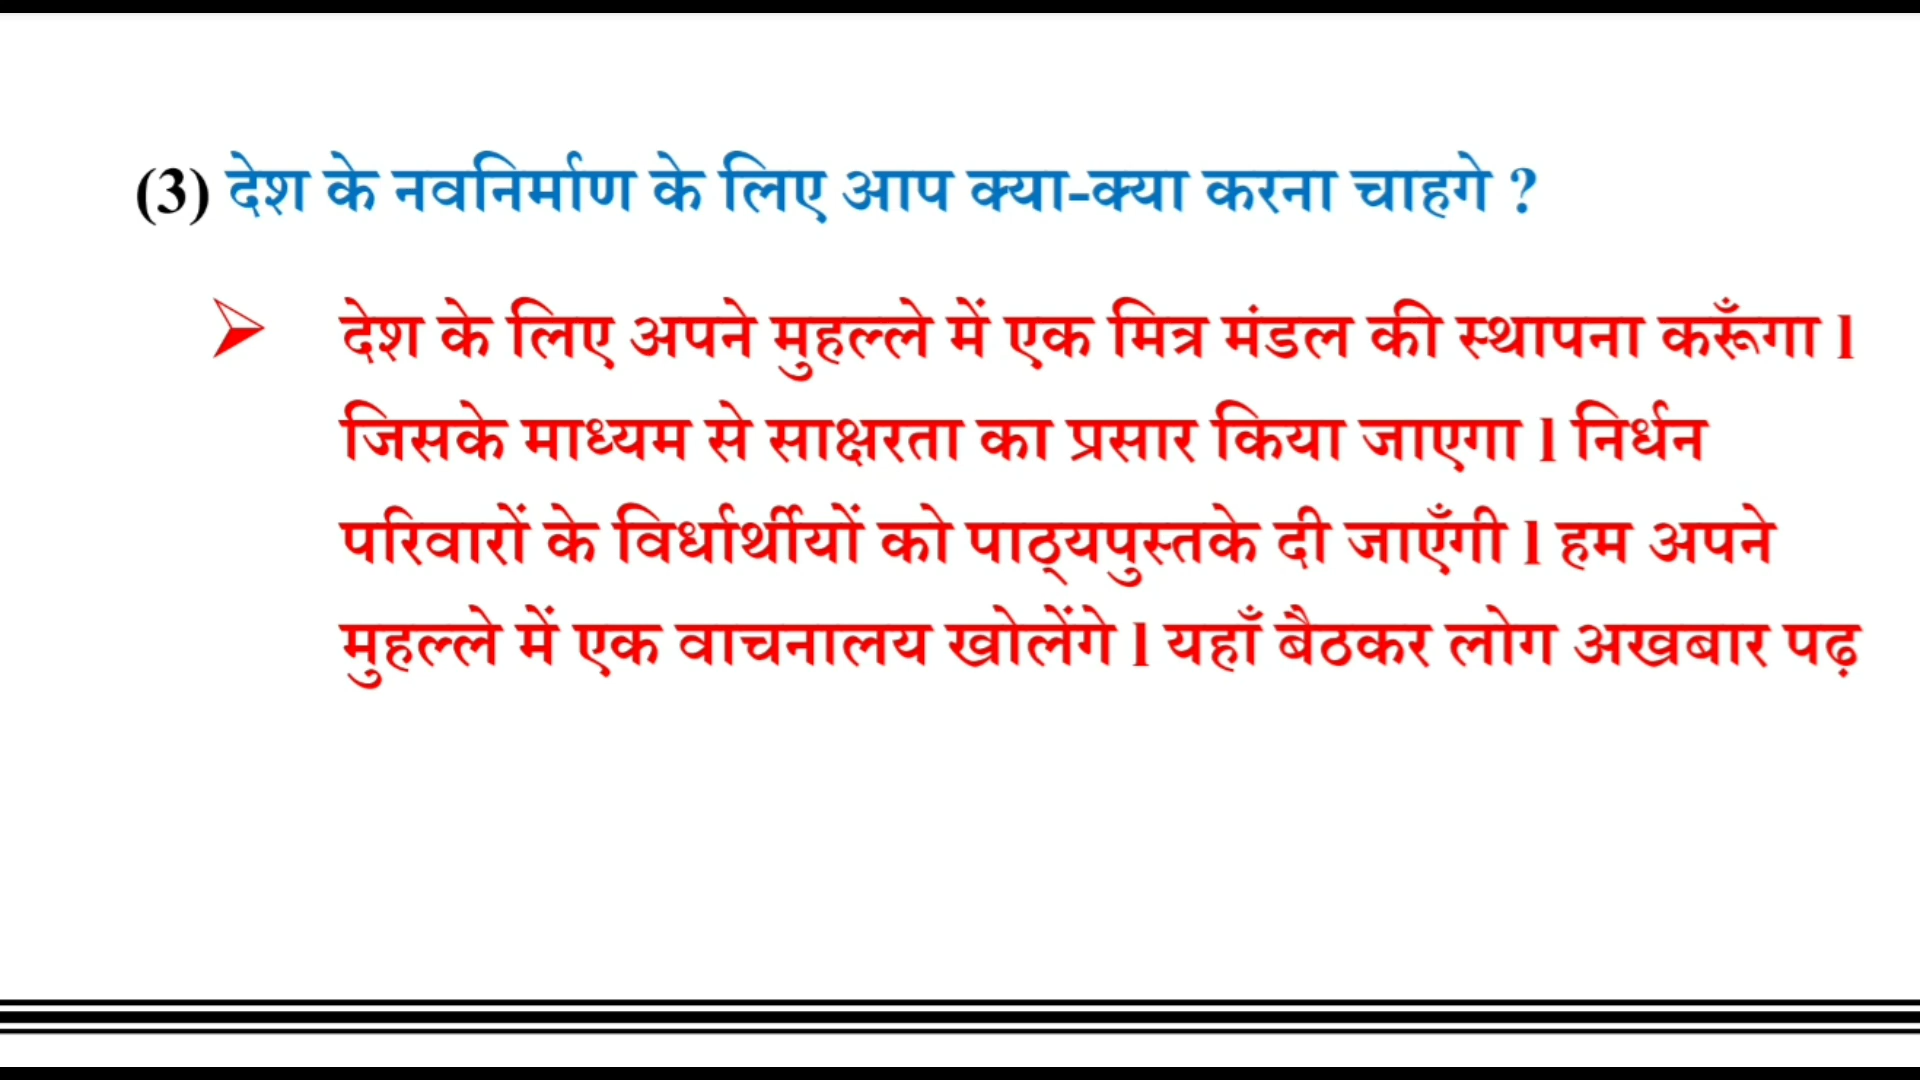 (3) देश के नवनिर्माण के लिए आप क्या-क्या करना चाहगे ?
देश के लिए अपने मुहल्ले में एक मित्र मंडल की स्थापना करूँगा l
जिसके माध्यम से साक्षरता का प्रसार किया जाएगा l निर्धन
परिवारों के विर्धार्थीयों को पाठ्यपुस्तके दी जाएँगी l हम अपने
मुहल्ले में एक वाचनालय खोलेंगे l यहाँ बैठकर लोग अखबार पढ़